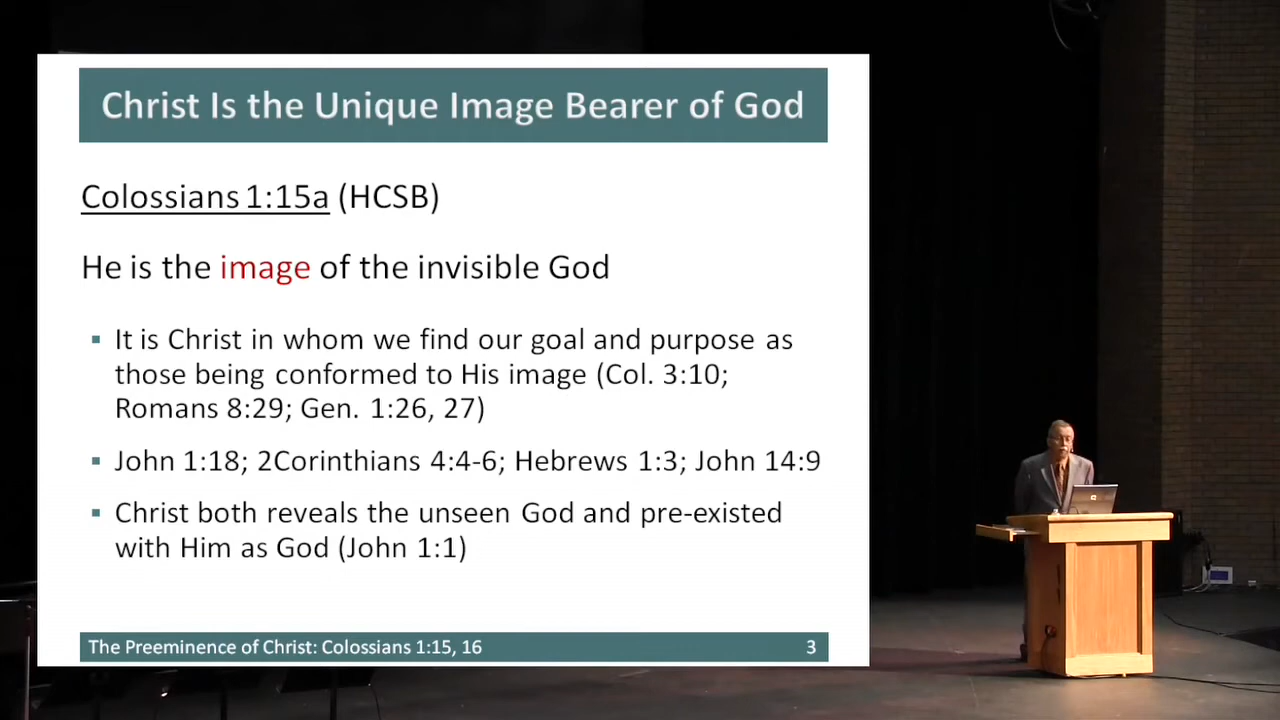 Christ Is the Unique Image Bearer of God
Colossians 1:15a (HCSB)
He is the image of the invisible God
▪ It is Christ in whom we find our goal and purpose as
those being conformed to His image (Col. 3:10;
Romans 8:29; Gen. 1:26, 27)
▪ John 1:18; 2Corinthians 4:4-6; Hebrews 1:3; John 14:9
▪ Christ both reveals the unseen God and pre-existed
with Him as God (John 1:1)
The Preeminence of Christ: Colossians 1:15, 16 3